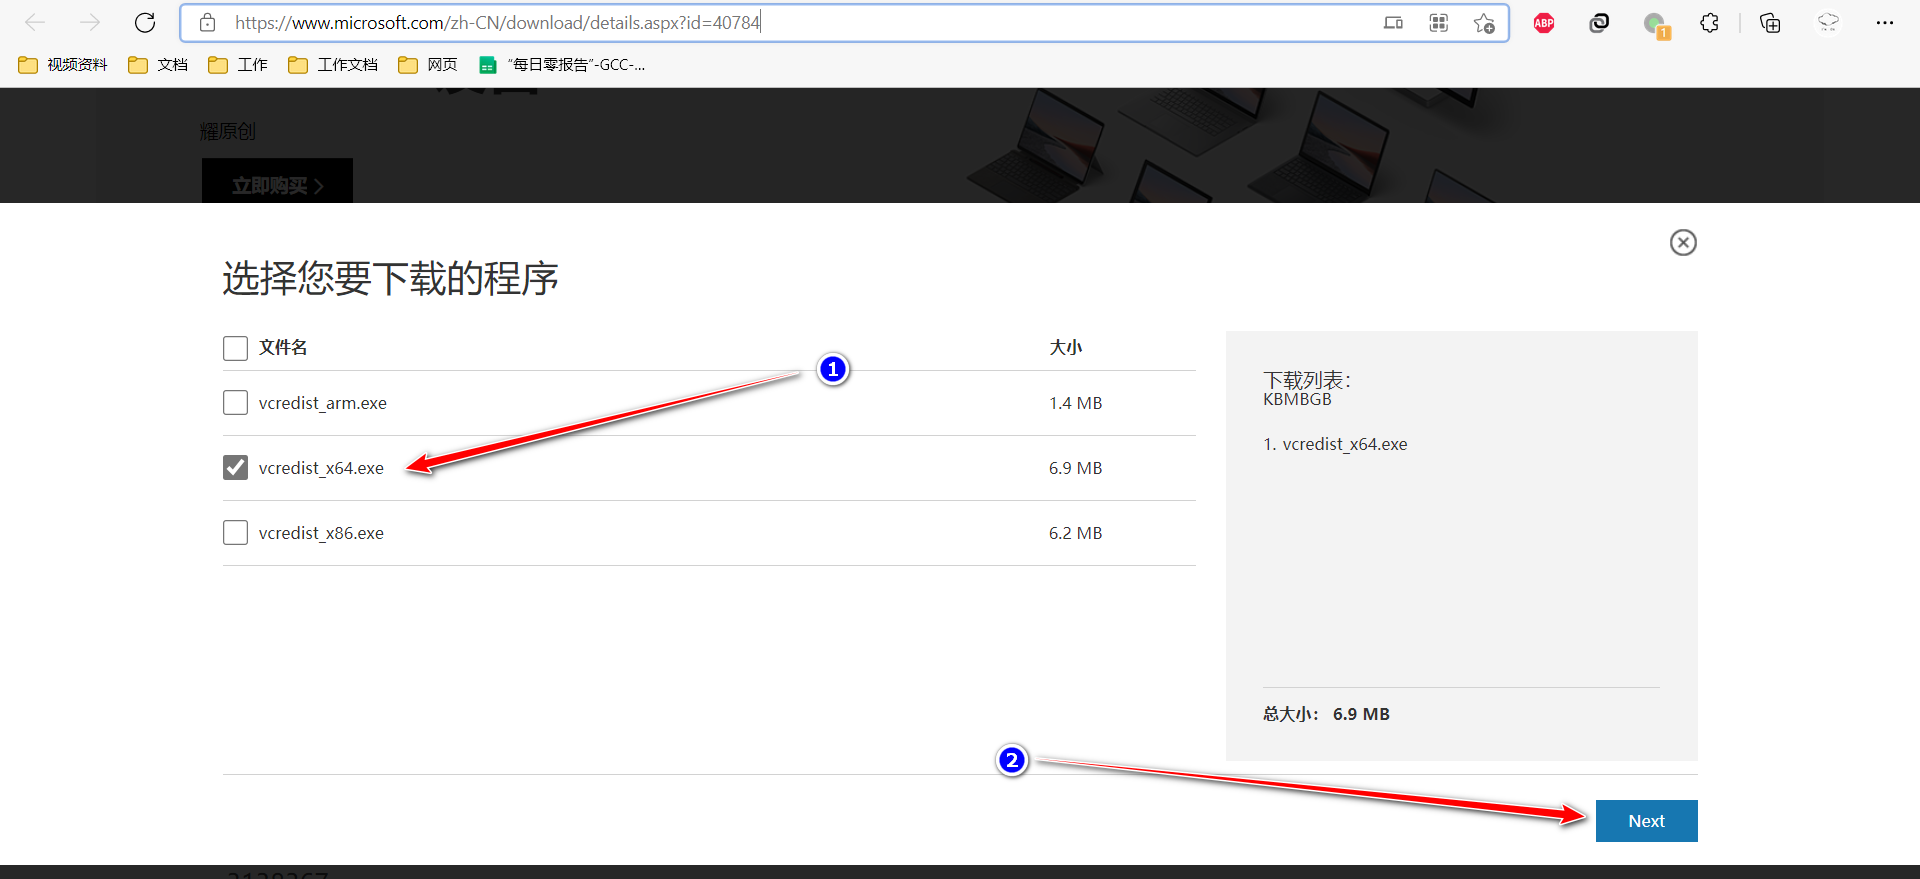 https://www.microsoft.com/zh-CN/download/details.aspx?id=40784
ABP
1
视频资料
文档
工作
工作文档
网页
“每日零报告”-GCC-...
耀原创
立即购买
选择您要下载的程序
文件名
大小
1
vcredist_arm.exe
1.4 MB
vcredist_x64.exe
6.9 MB
vcredist_x86.exe
6.2 MB
下载列表:
KBMBGB
1. vcredist_x64.exe
总大小: 6.9 MB
2
Next